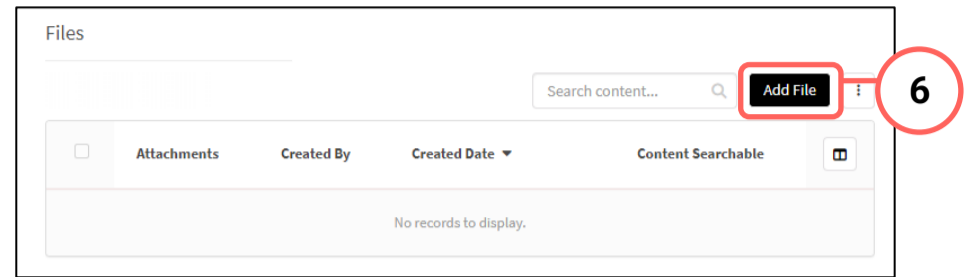 Files
Search content...
Add File
6
Attachments Created By Created Date Content Searchable
No records to display.